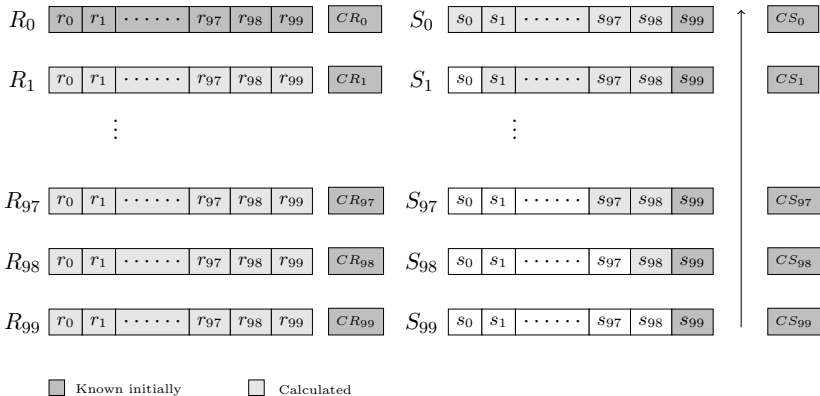 R₀ r₀ r₁ ······ r₉₇ r₉₈ r₉₉ CR₀ S₀ s₀ s₁ ······ s₉₇ s₉₈ s₉₉ CS₀
R₁ r₀ r₁ ······ r₉₇ r₉₈ r₉₉ CR₁ S₁ s₀ s₁ ······ s₉₇ s₉₈ s₉₉ CS₁
⋮ ⋮
R₉₇ r₀ r₁ ······ r₉₇ r₉₈ r₉₉ CR₉₇ S₉₇ s₀ s₁ ······ s₉₇ s₉₈ s₉₉ CS₉₇
R₉₈ r₀ r₁ ······ r₉₇ r₉₈ r₉₉ CR₉₈ S₉₈ s₀ s₁ ······ s₉₇ s₉₈ s₉₉ CS₉₈
R₉₉ r₀ r₁ ······ r₉₇ r₉₈ r₉₉ CR₉₉ S₉₉ s₀ s₁ ······ s₉₇ s₉₈ s₉₉ CS₉₉
Known initially Calculated